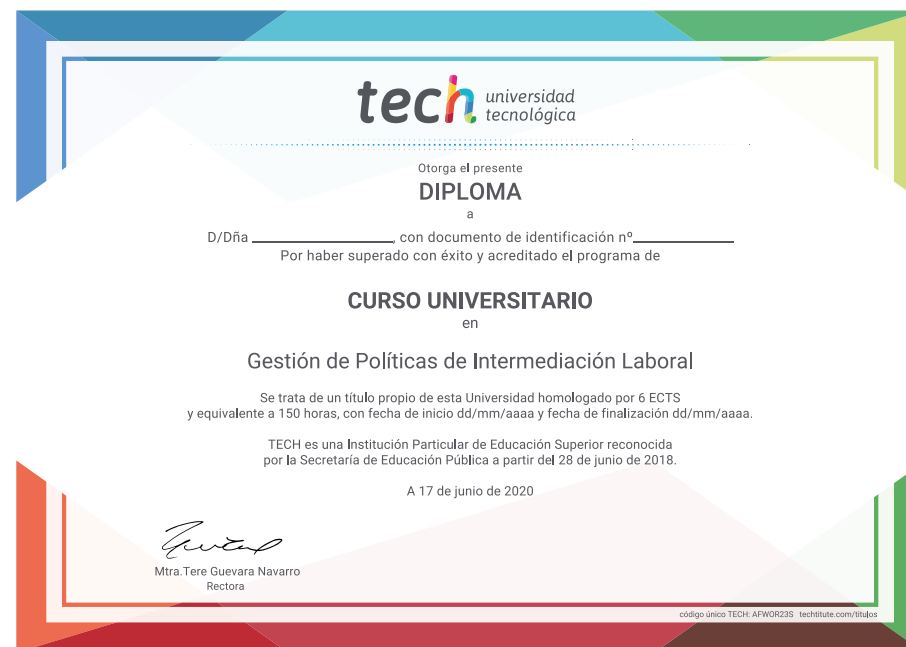 tech universidad
tecnológica
Otorga el presente
DIPLOMA
a
D/Dña ____________________, con documento de identificación nº______________
Por haber superado con éxito y acreditado el programa de
CURSO UNIVERSITARIO
en
Gestión de Políticas de Intermediación Laboral
Se trata de un título propio de esta Universidad homologado por 6 ECTS
y equivalente a 150 horas, con fecha de inicio dd/mm/aaaa y fecha de finalización dd/mm/aaaa.
TECH es una Institución Particular de Educación Superior reconocida
por la Secretaría de Educación Pública a partir del 28 de junio de 2018.
A 17 de junio de 2020
Mtra.Tere Guevara Navarro
Rectora
código único TECH: AFWOR23S techtitute.com/titulos